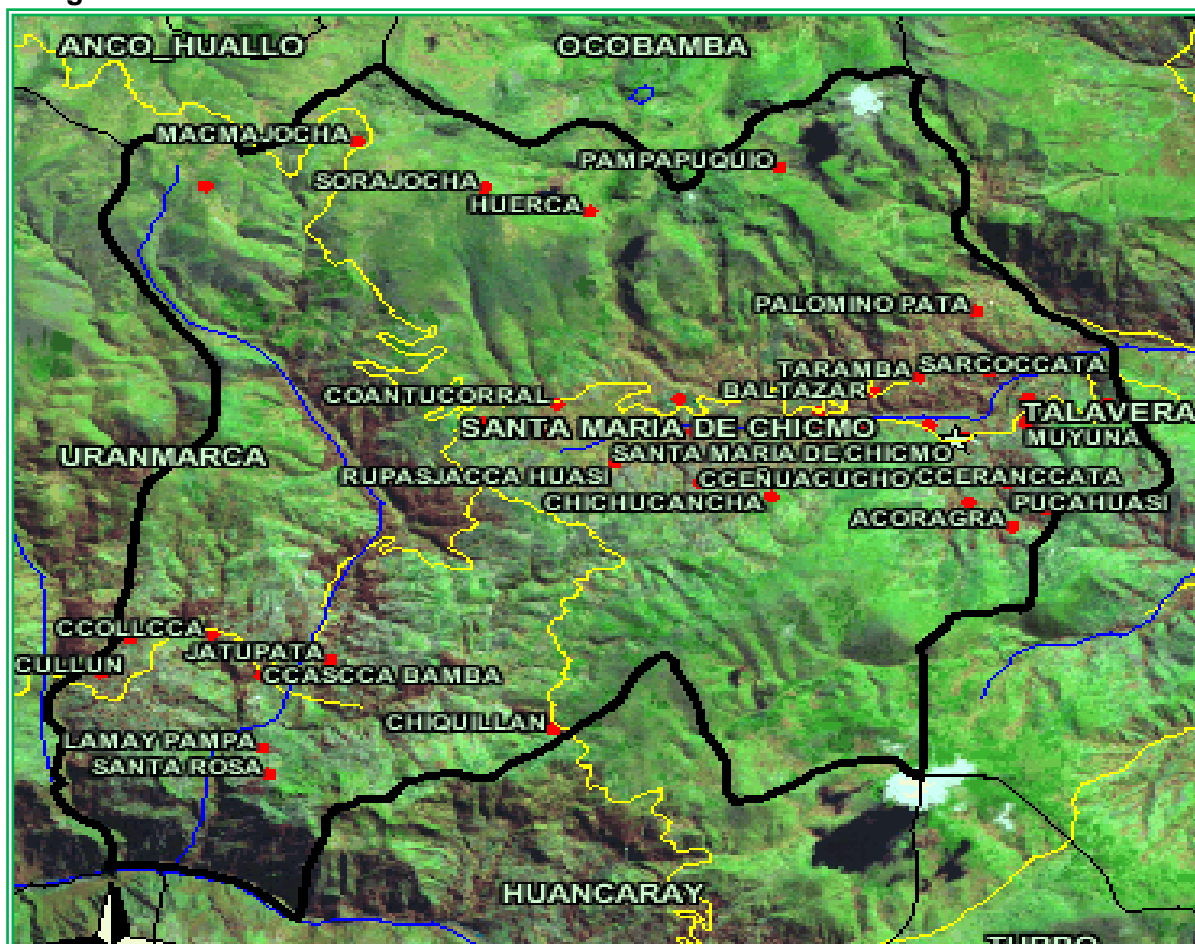 ANCO_HUALLO
OCOBAMBA
MACMAJOCHA
PAMPAPUQUIO
SORAJOCHA
HUERCA
PALOMINO PATA
SARCOCCATA
TARAMBA
BALTAZAR
COANTUCORRAL
TALAVERA
SANTA MARIA DE CHICMO
MUYUNA
SANTA MARIA DE CHICMO
URANMARCA
RUPASJACCA HUASI
CCEÑUACUCHO
CCERANCCATA
CHICHUCANCHA
PUCAHUASI
ACORAGRA
CCOLLCCA
JATUPATA
CULLUN
CCASCCA BAMBA
CHIQUILLAN
LAMAY PAMPA
SANTA ROSA
HUANCARAY